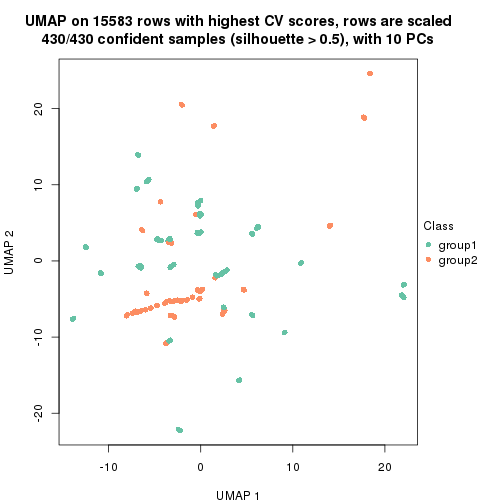 UMAP on 15583 rows with highest CV scores, rows are scaled
430/430 confident samples (silhouette > 0.5), with 10 PCs
20
10
0
-10
-20
UMAP 2
-10
0
10
20
UMAP 1
Class
group1
group2